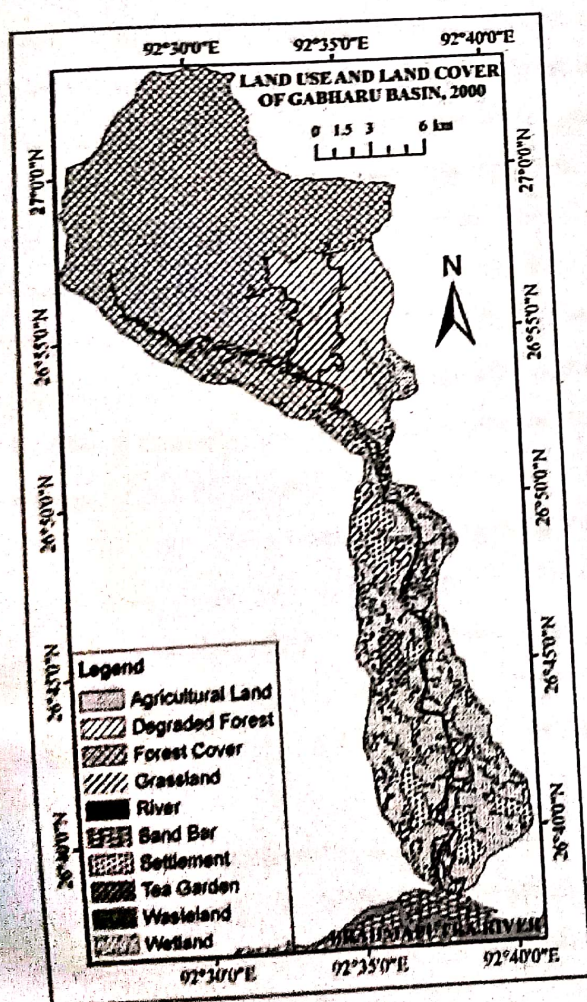 92°30'0"E 92°35'0"E 92°40'0"E
LAND USE AND LAND COVER
OF GABHARU BASIN, 2000
0 1.5 3 6 km
27°0'0"N 27°0'0"N
N
26°55'0"N 26°55'0"N
26°50'0"N 26°50'0"N
26°45'0"N 26°45'0"N
26°40'0"N 26°40'0"N
Legend
Agricultural Land
Degraded Forest
Forest Cover
Grassland
River
Sand Bar
Settlement
Tea Garden
Wasteland
Wetland
BRAHMAPUTRA RIVER
92°30'0"E 92°35'0"E 92°40'0"E